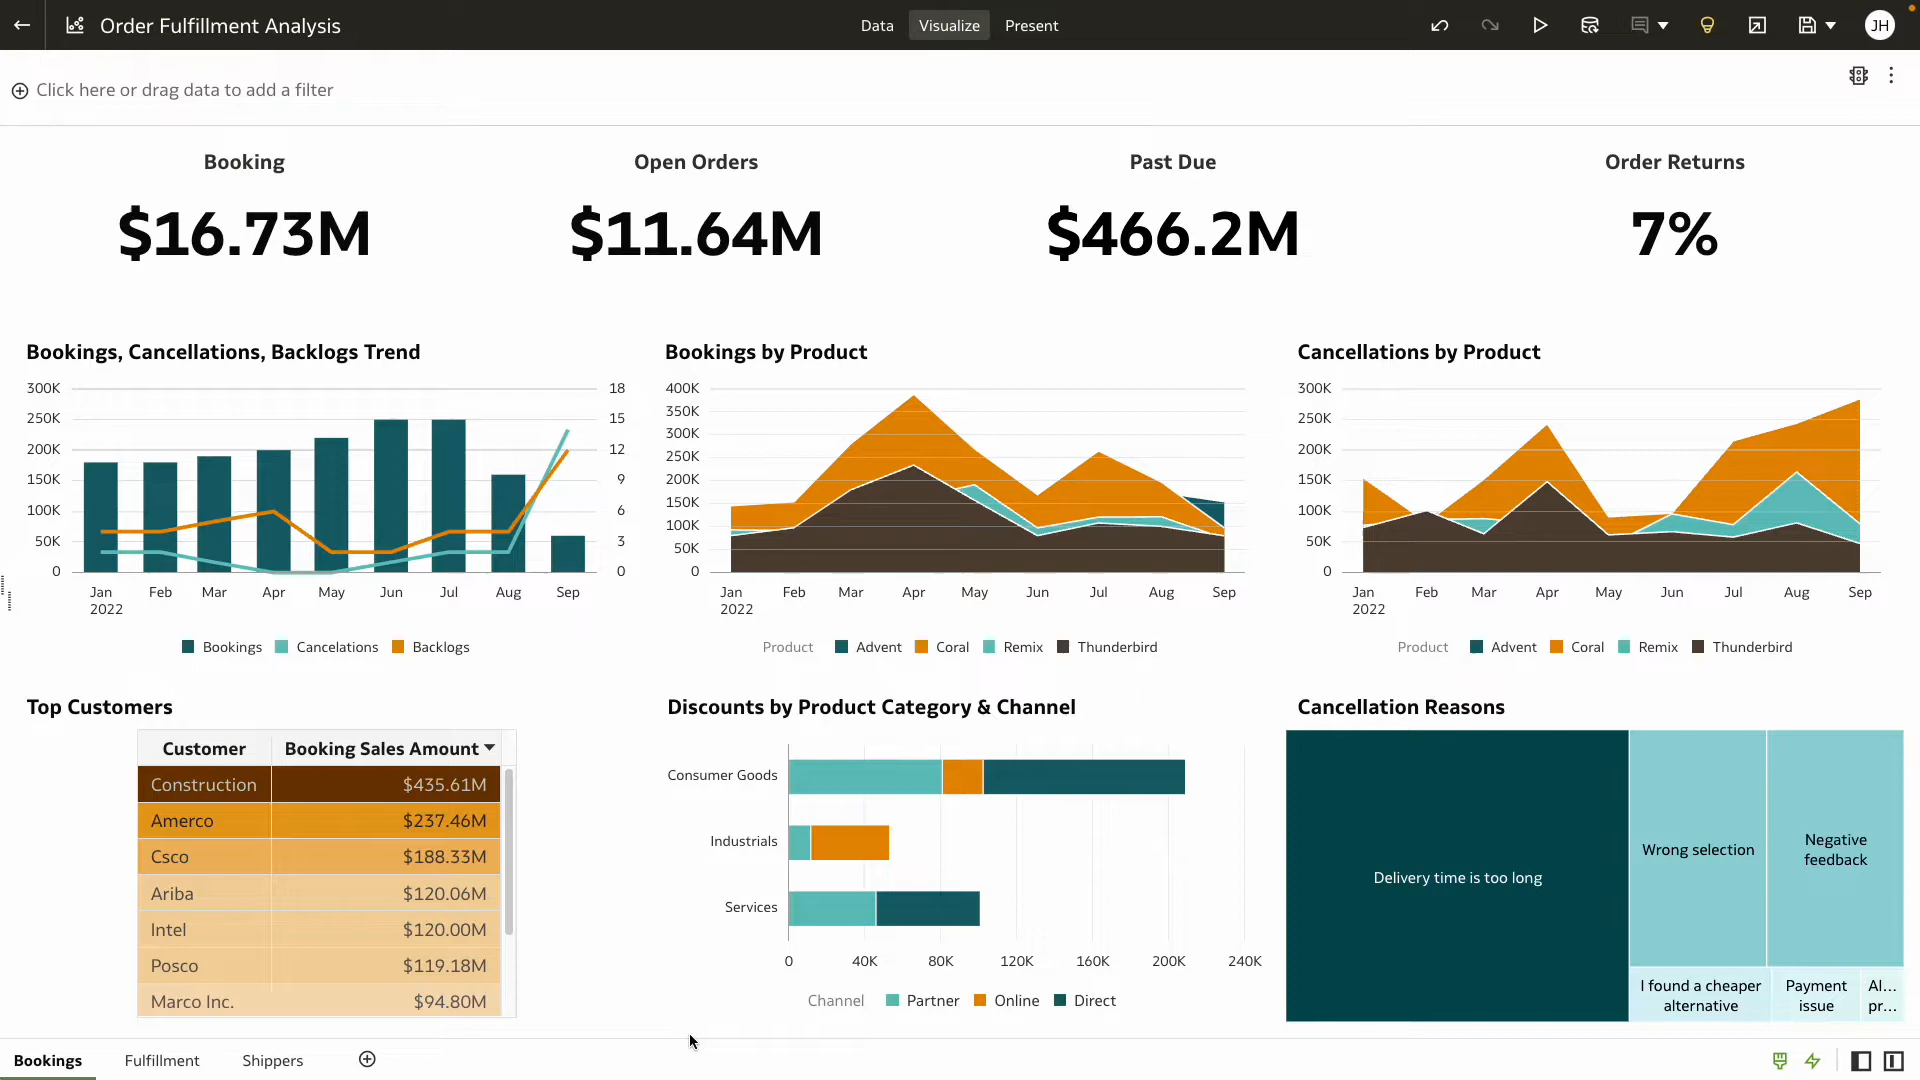 Order Fulfillment Analysis
Data Visualize Present
JH
Click here or drag data to add a filter
Booking
$16.73M
Open Orders
$11.64M
Past Due
$466.2M
Order Returns
7%
Bookings, Cancellations, Backlogs Trend
300K
250K
200K
150K
100K
50K
0
18
15
12
9
6
3
0
Jan Feb Mar Apr May Jun Jul Aug Sep
2022
Bookings Cancelations Backlogs
Bookings by Product
400K
350K
300K
250K
200K
150K
100K
50K
0
Jan Feb Mar Apr May Jun Jul Aug Sep
2022
Product Advent Coral Remix Thunderbird
Cancellations by Product
300K
250K
200K
150K
100K
50K
0
Jan Feb Mar Apr May Jun Jul Aug Sep
2022
Product Advent Coral Remix Thunderbird
Top Customers
Customer Booking Sales Amount
Construction $435.61M
Amerco $237.46M
Csco $188.33M
Ariba $120.06M
Intel $120.00M
Posco $119.18M
Marco Inc. $94.80M
Discounts by Product Category & Channel
Consumer Goods
Industrials
Services
0 40K 80K 120K 160K 200K 240K
Channel Partner Online Direct
Cancellation Reasons
Delivery time is too long
Wrong selection
Negative
feedback
I found a cheaper
alternative
Payment
issue
Al...
pr...
Bookings Fulfillment Shippers